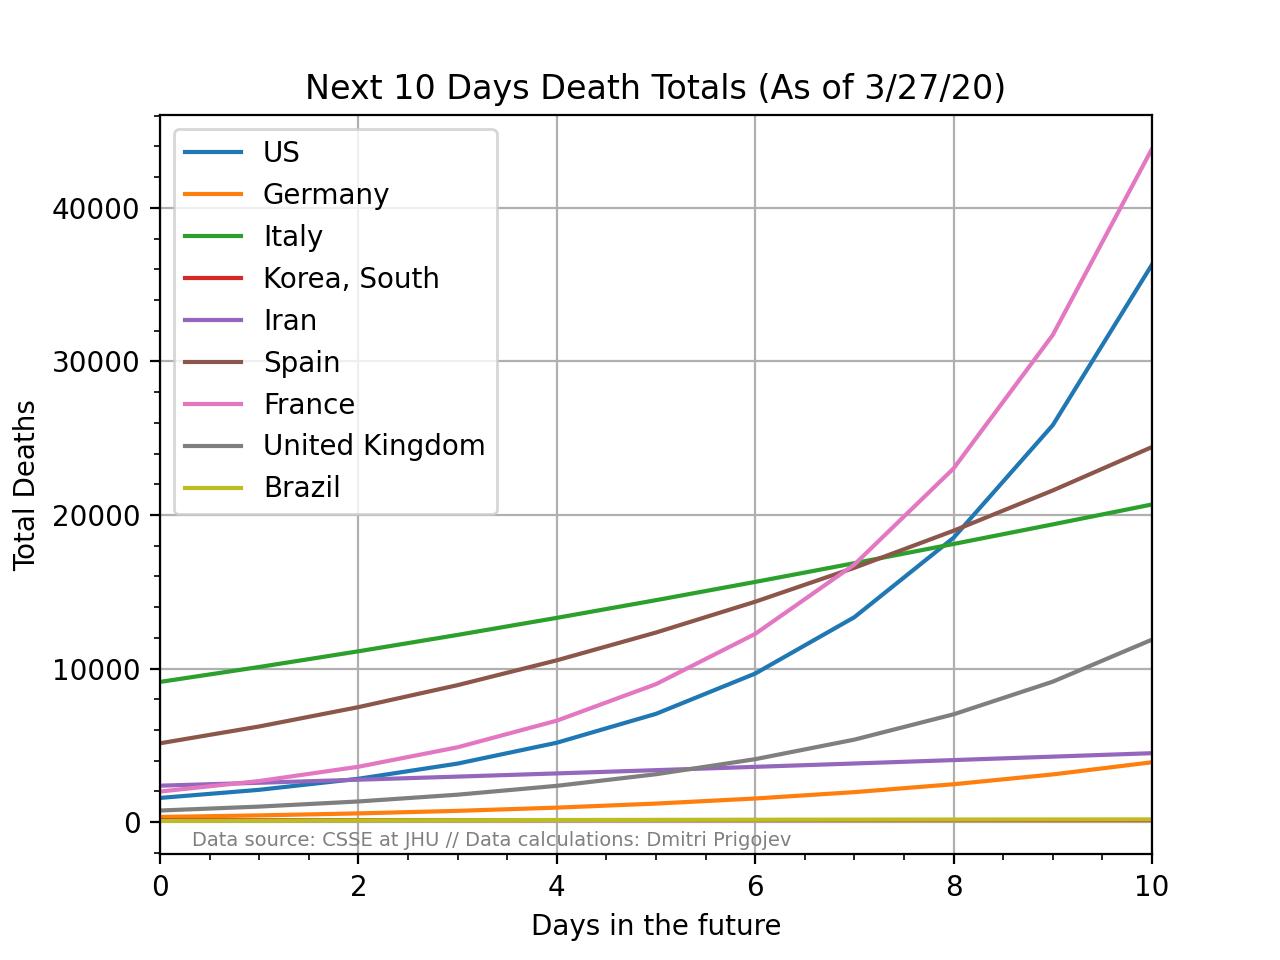 Next 10 Days Death Totals (As of 3/27/20)
US
Germany
Italy
Korea, South
Iran
Spain
France
United Kingdom
Brazil
40000
30000
20000
10000
0
Total Deaths
Data source: CSSE at JHU // Data calculations: Dmitri Prigojev
0 2 4 6 8 10
Days in the future